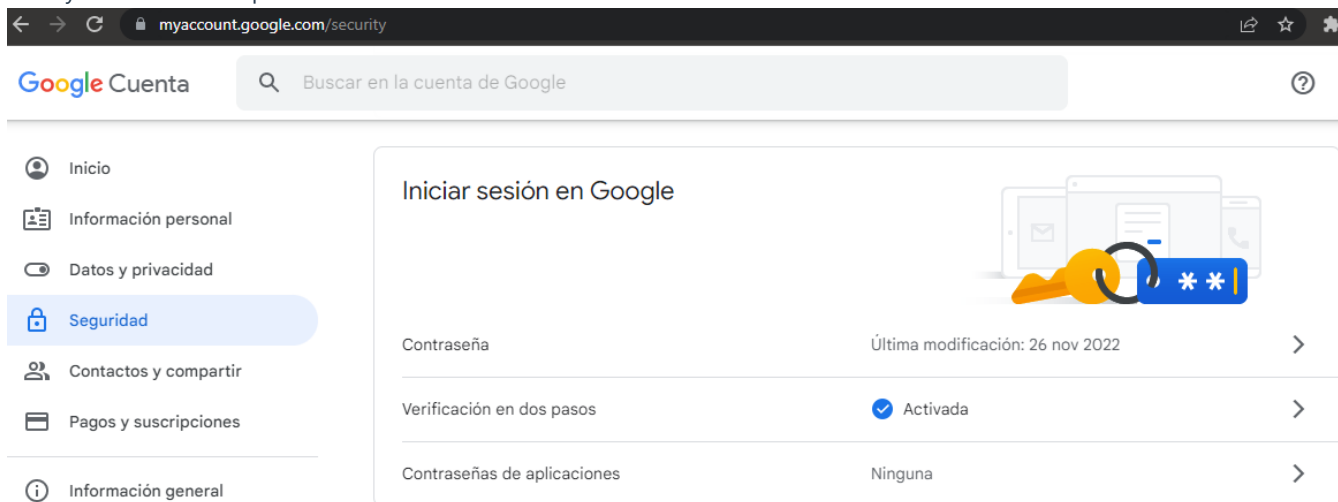 myaccount.google.com/security
Google Cuenta
Buscar en la cuenta de Google
Inicio
Información personal
Datos y privacidad
Seguridad
Contactos y compartir
Pagos y suscripciones
Información general
Iniciar sesión en Google
**
Contraseña Última modificación: 26 nov 2022
Verificación en dos pasos Activada
Contraseñas de aplicaciones Ninguna